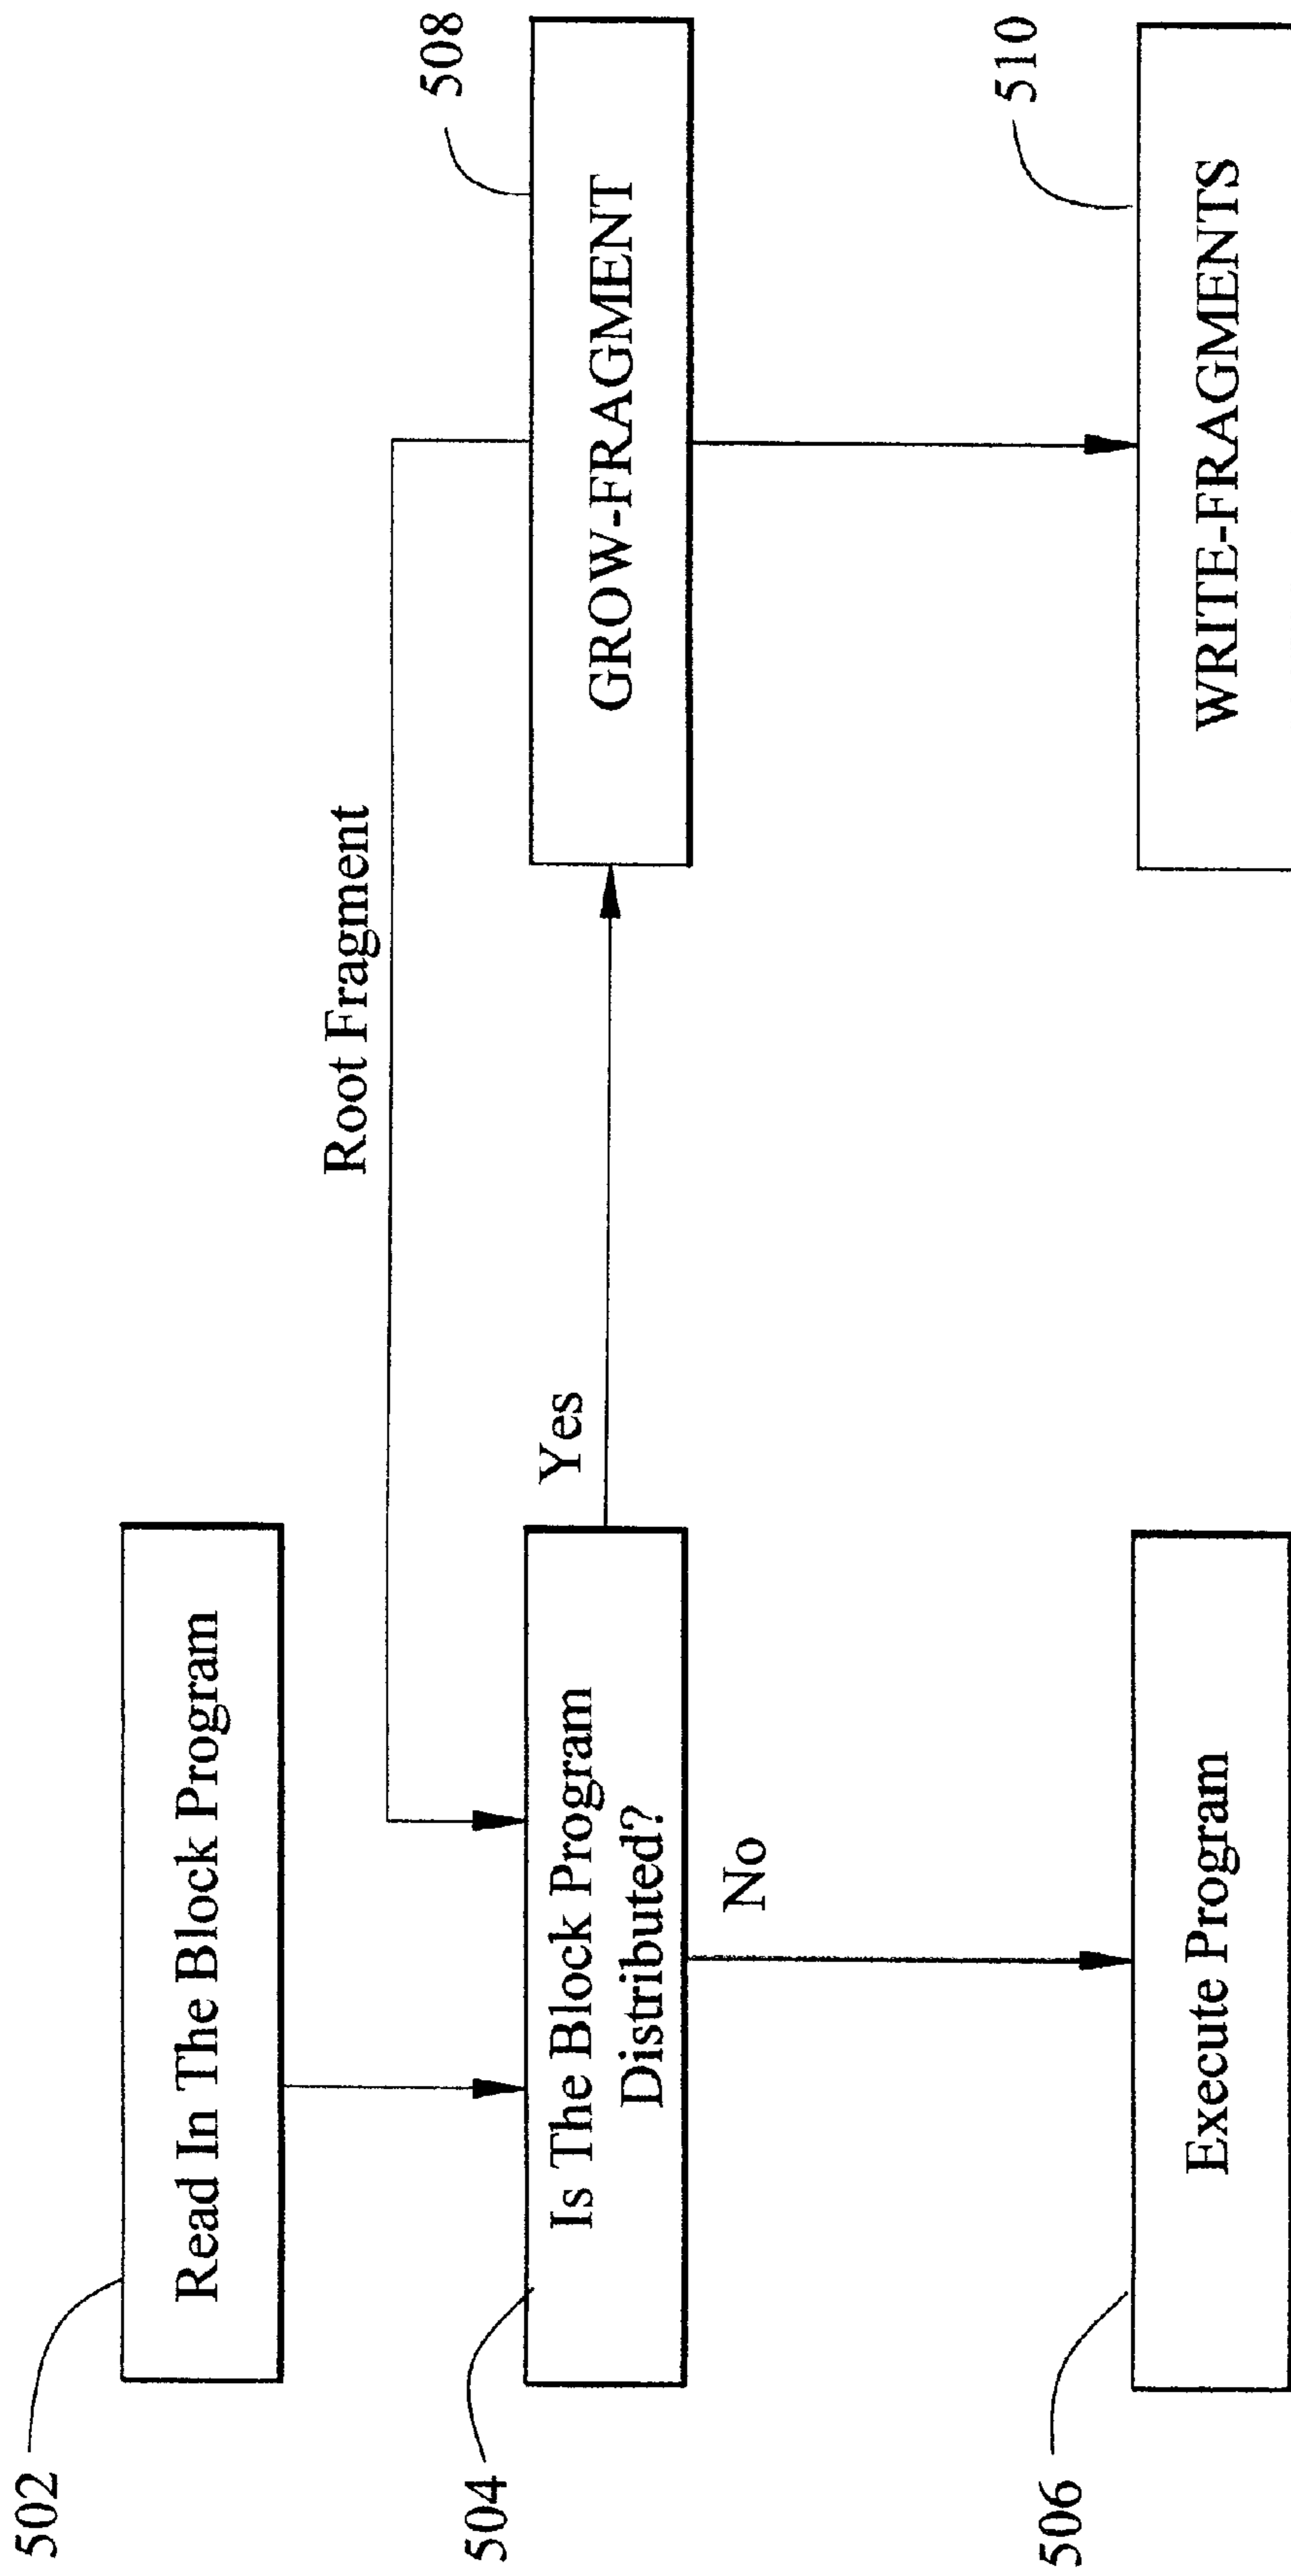 502
Read In The Block Program
Root Fragment
504
Is The Block Program
Distributed?
Yes
508
GROW-FRAGMENT
No
506
Execute Program
510
WRITE-FRAGMENTS